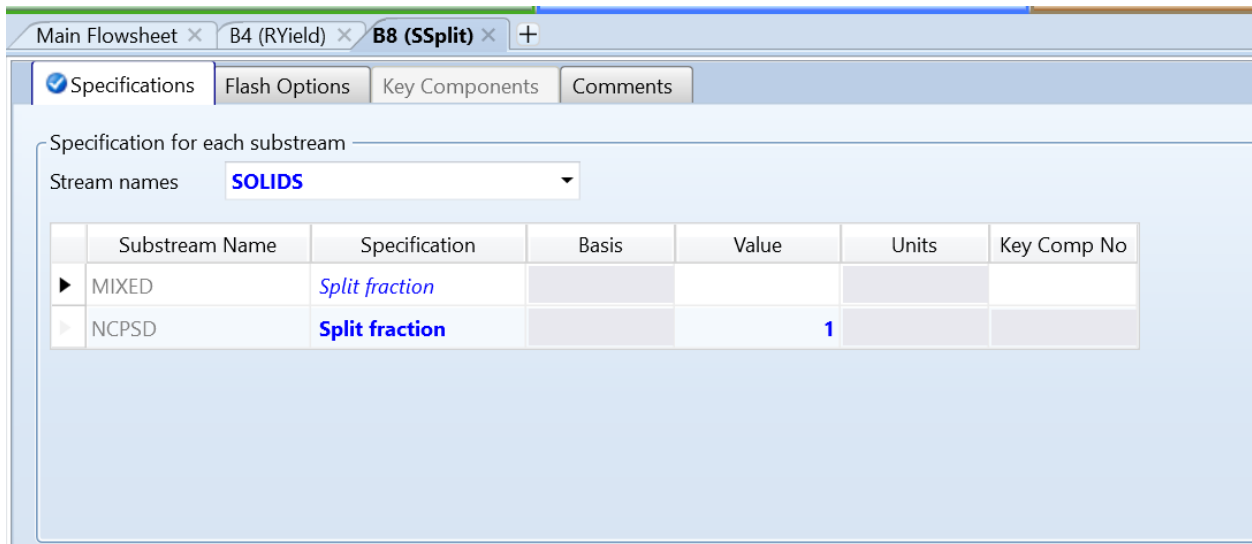 Main Flowsheet × B4 (RYield) × B8 (SSplit) × +
Specifications Flash Options Key Components Comments
Specification for each substream
Stream names SOLIDS
Substream Name Specification Basis Value Units Key Comp No
MIXED Split fraction
NCPSD Split fraction 1